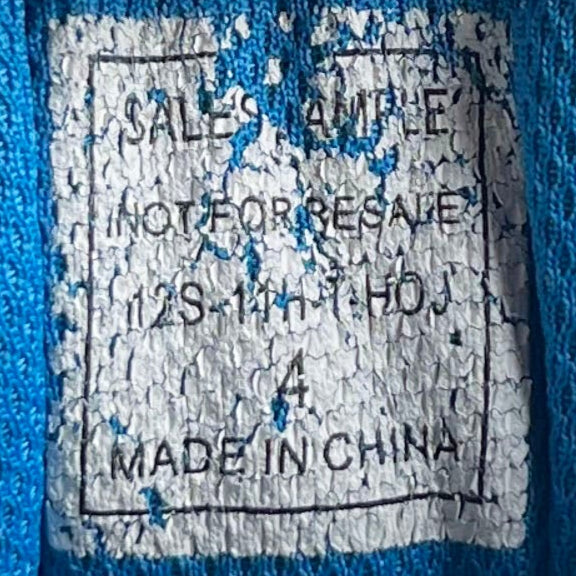 SALES SAMPLE
NOT FOR RESALE
4
MADE IN CHINA